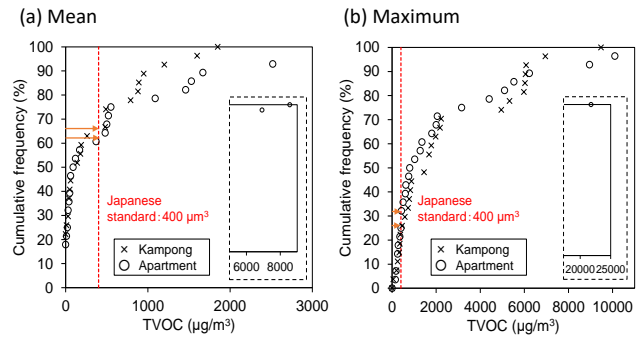 (a) Mean
Cumulative frequency (%)
100
90
80
70
60
50
40
30
20
10
0
0
1000
2000
3000
TVOC (μg/m³)
Japanese
standard：400 μm³
× Kampong
○ Apartment
6000 8000
(b) Maximum
Cumulative frequency (%)
100
90
80
70
60
50
40
30
20
10
0
0
2000
4000
6000
8000
10000
TVOC (μg/m³)
Japanese
standard：400 μm³
× Kampong
○ Apartment
20000 25000